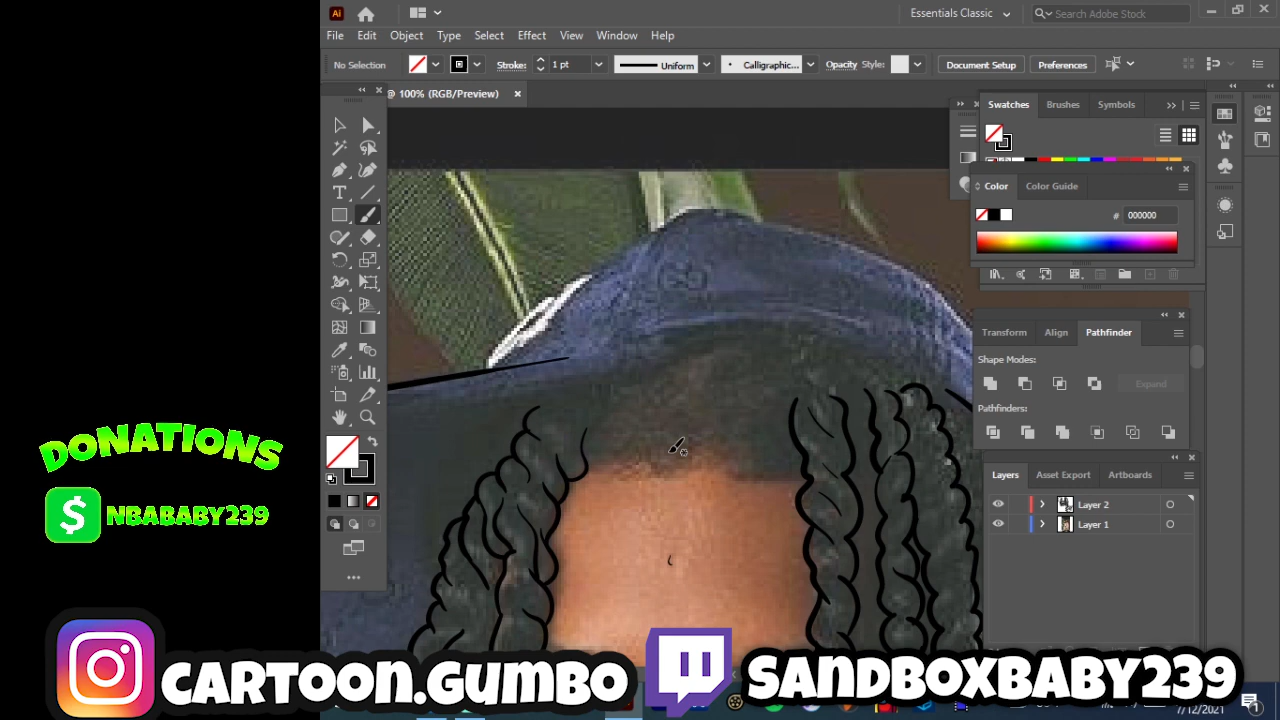 Ai
Essentials Classic
Search Adobe Stock
File Edit Object Type Select Effect View Window Help
No Selection
Stroke:
1 pt
Uniform
Calligraphic...
Opacity
Style:
Document Setup
Preferences
@ 100% (RGB/Preview)
Swatches
Brushes
Symbols
Color
Color Guide
# 000000
Transform
Align
Pathfinder
Shape Modes:
Expand
Pathfinders:
Layers
Asset Export
Artboards
Layer 2
Layer 1
DONATIONS
$ NBABABY239
CARTOON.GUMBO
SANDBOXBABY239
7/12/2021